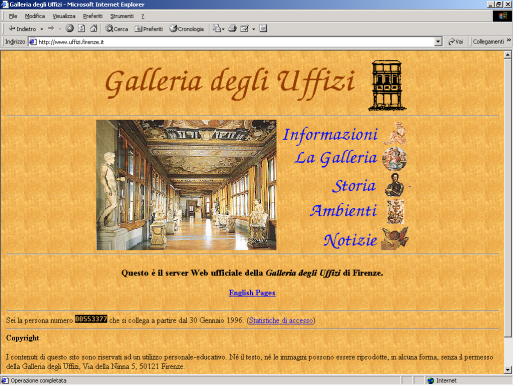 Galleria degli Uffizi - Microsoft Internet Explorer
File Modifica Visualizza Preferiti Strumenti ?
Indietro Cerca Preferiti Cronologia
Indirizzo http://www.uffizi.firenze.it Vai Collegamenti »
Galleria degli Uffizi
Informazioni
La Galleria
Storia
Ambienti
Notizie
Questo è il server Web ufficiale della Galleria degli Uffizi di Firenze.
English Pages
Sei la persona numero 00553377 che si collega a partire dal 30 Gennaio 1996. (Statistiche di accesso)
Copyright
I contenuti di questo sito sono riservati ad un utilizzo personale-educativo. Né il testo, né le immagini possono essere riprodotte, in alcuna forma, senza il permesso
della Galleria degli Uffizi, Via della Ninna 5, 50121 Firenze.
Operazione completata Internet